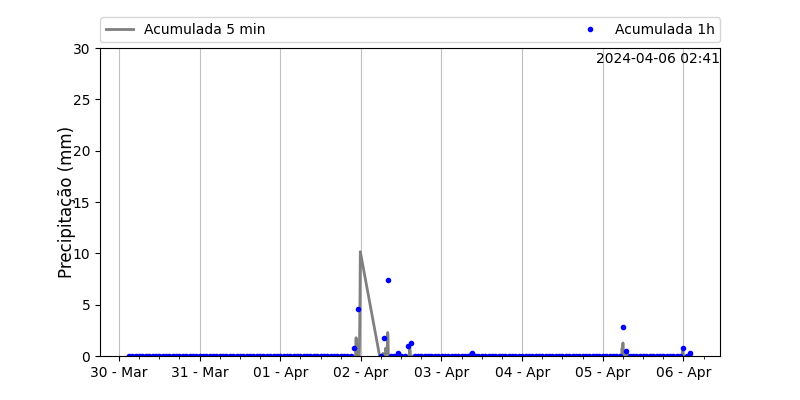 Acumulada 5 min
Acumulada 1h
2024-04-06 02:41
Precipitação (mm)
30
25
20
15
10
5
0
30 - Mar
31 - Mar
01 - Apr
02 - Apr
03 - Apr
04 - Apr
05 - Apr
06 - Apr